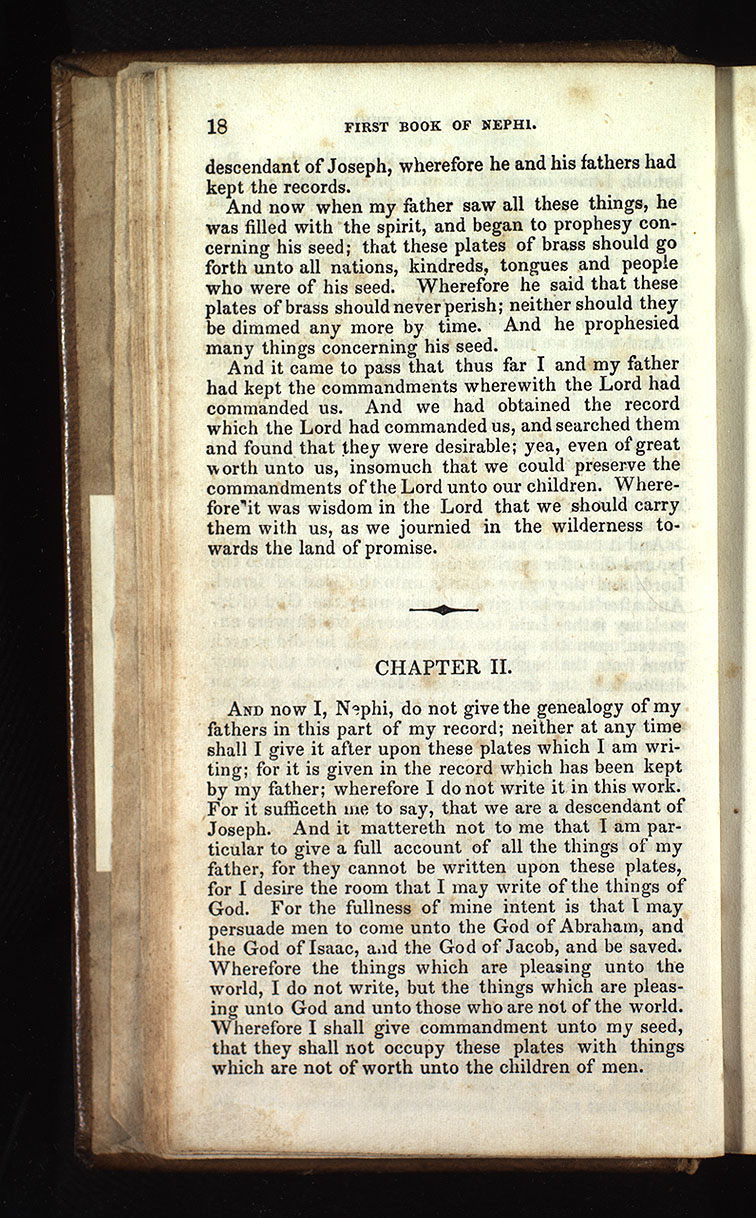 18 FIRST BOOK OF NEPHI.
descendant of Joseph, wherefore he and his fathers had
kept the records.
And now when my father saw all these things, he
was filled with the spirit, and began to prophesy con-
cerning his seed; that these plates of brass should go
forth unto all nations, kindreds, tongues and people
who were of his seed. Wherefore he said that these
plates of brass should never perish; neither should they
be dimmed any more by time. And he prophesied
many things concerning his seed.
And it came to pass that thus far I and my father
had kept the commandments wherewith the Lord had
commanded us. And we had obtained the record
which the Lord had commanded us, and searched them
and found that they were desirable; yea, even of great
worth unto us, insomuch that we could preserve the
commandments of the Lord unto our children. Where-
fore it was wisdom in the Lord that we should carry
them with us, as we journied in the wilderness to-
wards the land of promise.
CHAPTER II.
AND now I, Nephi, do not give the genealogy of my
fathers in this part of my record; neither at any time
shall I give it after upon these plates which I am wri-
ting; for it is given in the record which has been kept
by my father; wherefore I do not write it in this work.
For it sufficeth me to say, that we are a descendant of
Joseph. And it mattereth not to me that I am par-
ticular to give a full account of all the things of my
father, for they cannot be written upon these plates,
for I desire the room that I may write of the things of
God. For the fullness of mine intent is that I may
persuade men to come unto the God of Abraham, and
the God of Isaac, and the God of Jacob, and be saved.
Wherefore the things which are pleasing unto the
world, I do not write, but the things which are pleas-
ing unto God and unto those who are not of the world.
Wherefore I shall give commandment unto my seed,
that they shall not occupy these plates with things
which are not of worth unto the children of men.